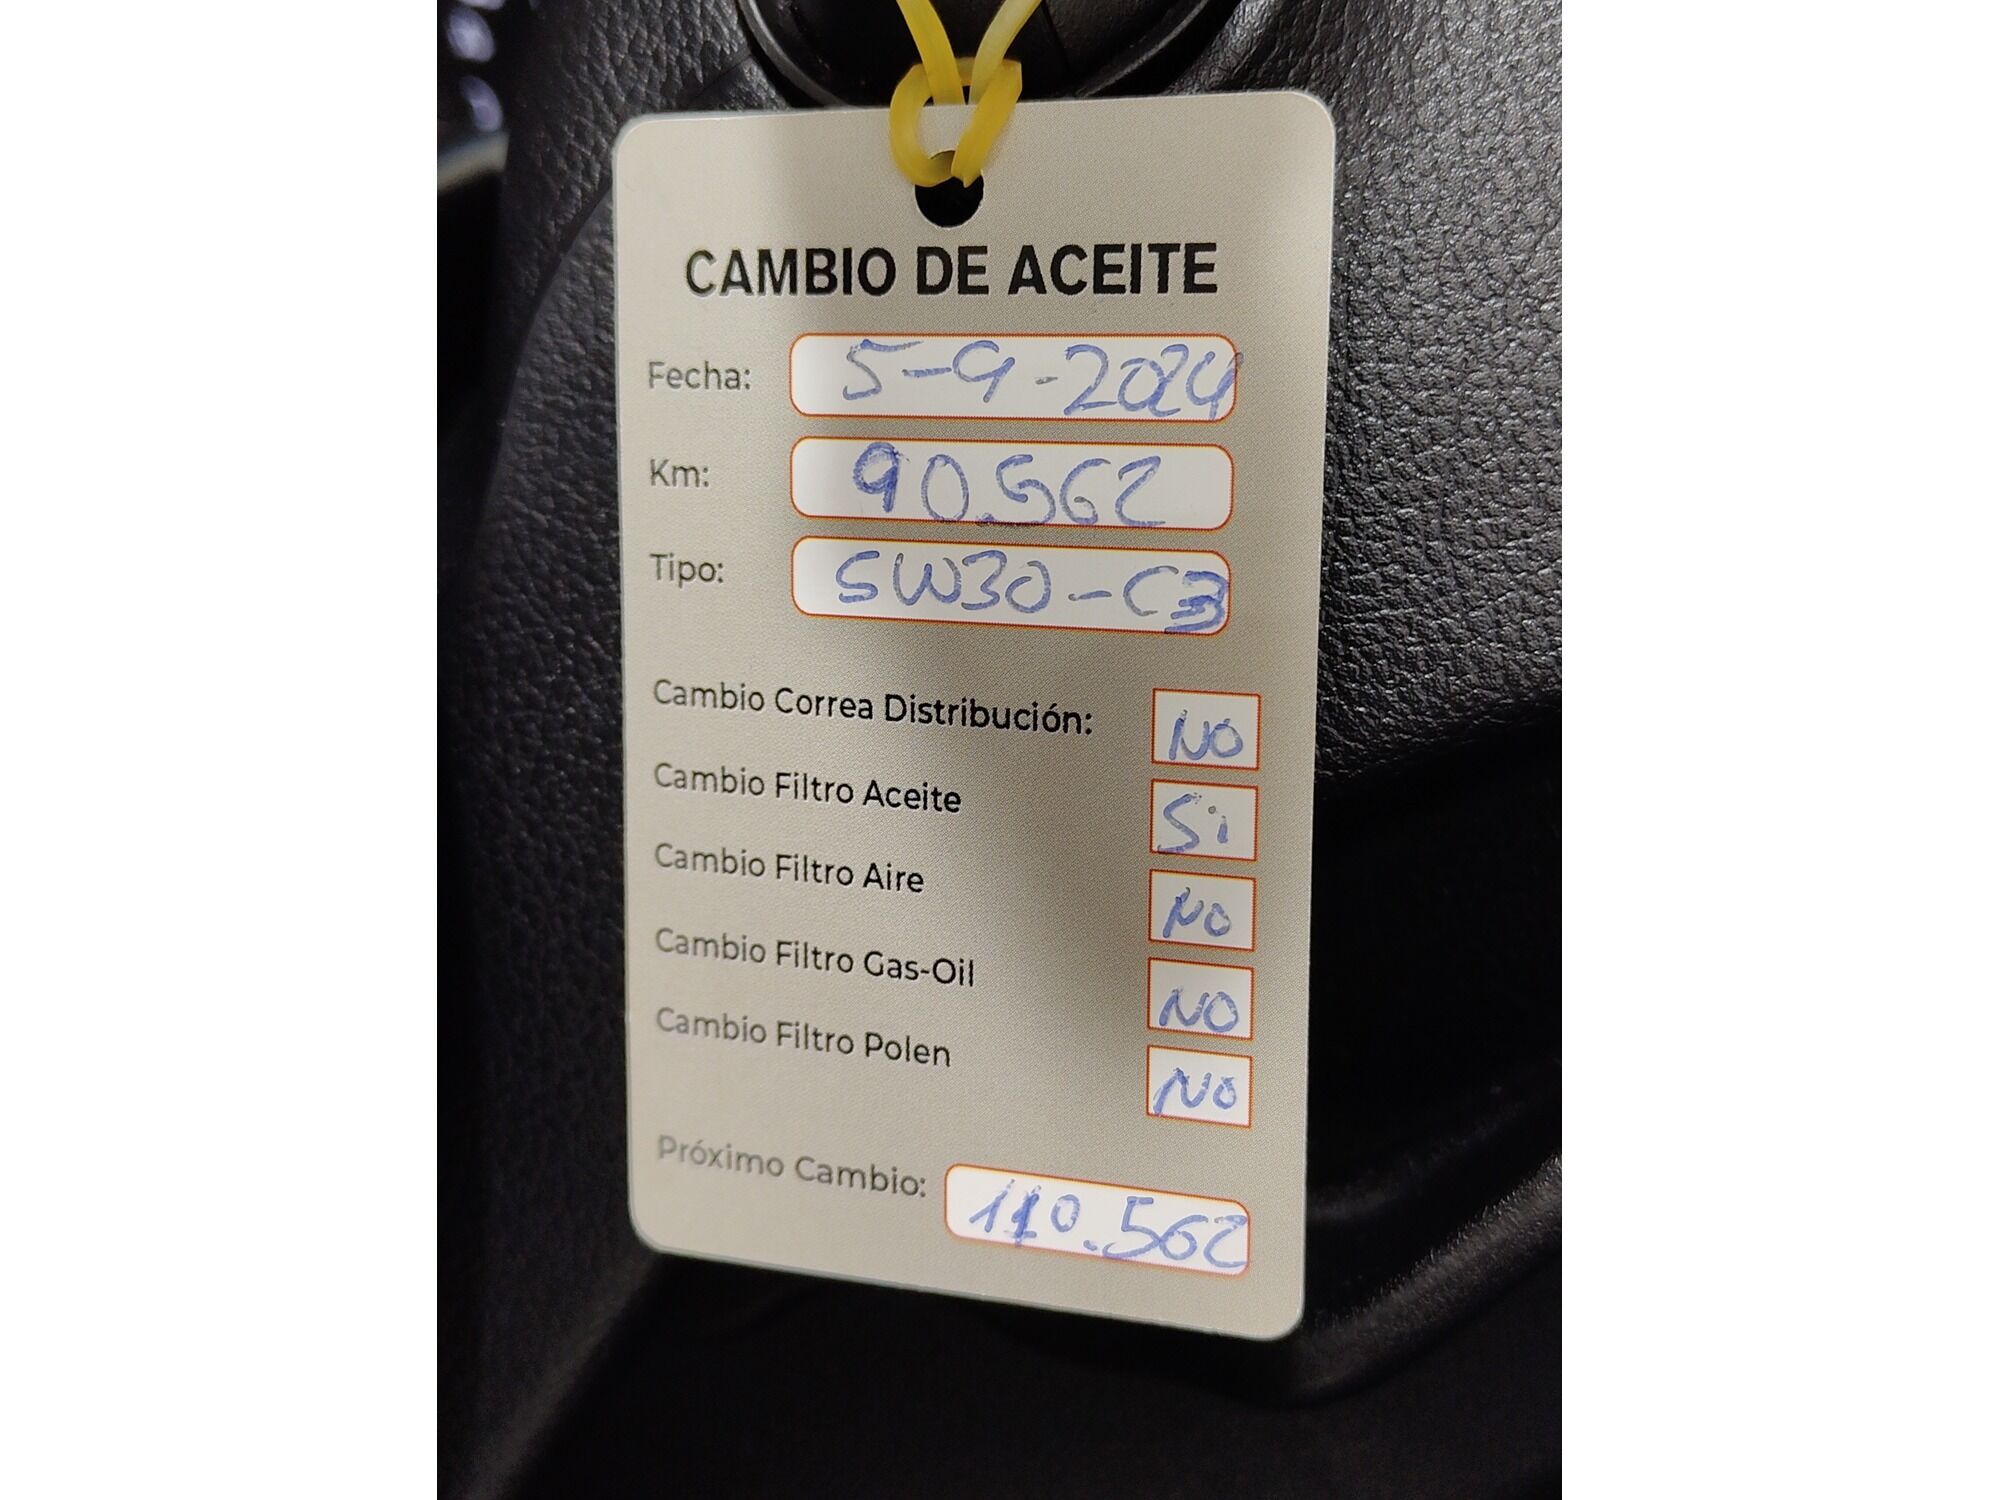 CAMBIO DE ACEITE
Fecha: 5-9-2024
Km: 90.562
Tipo: 5W30-C3
Cambio Correa Distribución: NO
Cambio Filtro Aceite Si
Cambio Filtro Aire NO
Cambio Filtro Gas-Oil NO
Cambio Filtro Polen NO
Próximo Cambio: 110.562